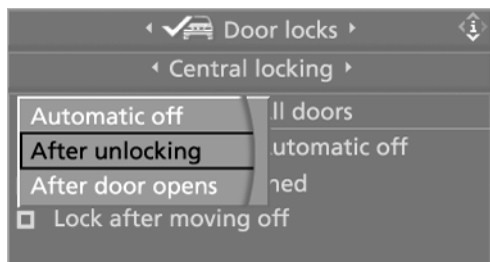 Door locks
Central locking
Automatic off
ll doors
After unlocking
utomatic off
After door opens
ned
Lock after moving off